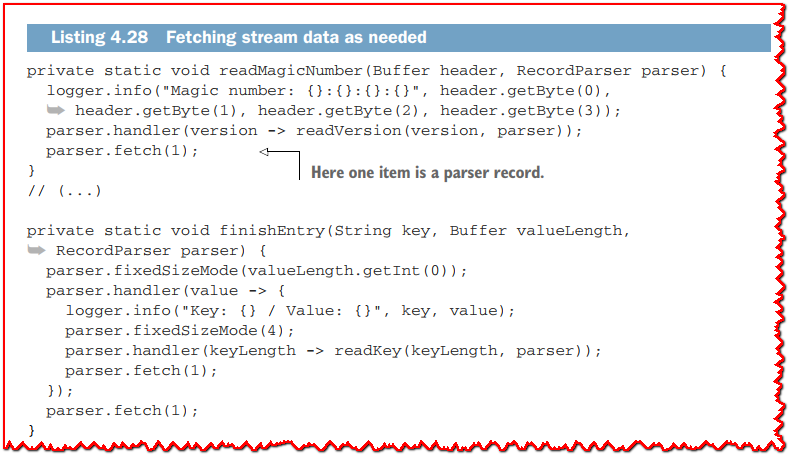 Listing 4.28 Fetching stream data as needed
private static void readMagicNumber(Buffer header, RecordParser parser) {
logger.info("Magic number: {}:{}:{}:{}", header.getByte(0),
➥ header.getByte(1), header.getByte(2), header.getByte(3));
parser.handler(version -> readVersion(version, parser));
parser.fetch(1);
Here one item is a parser record.
}
// (...)
private static void finishEntry(String key, Buffer valueLength,
➥ RecordParser parser) {
parser.fixedSizeMode(valueLength.getInt(0));
parser.handler(value -> {
logger.info("Key: {} / Value: {}", key, value);
parser.fixedSizeMode(4);
parser.handler(keyLength -> readKey(keyLength, parser));
parser.fetch(1);
});
parser.fetch(1);
}